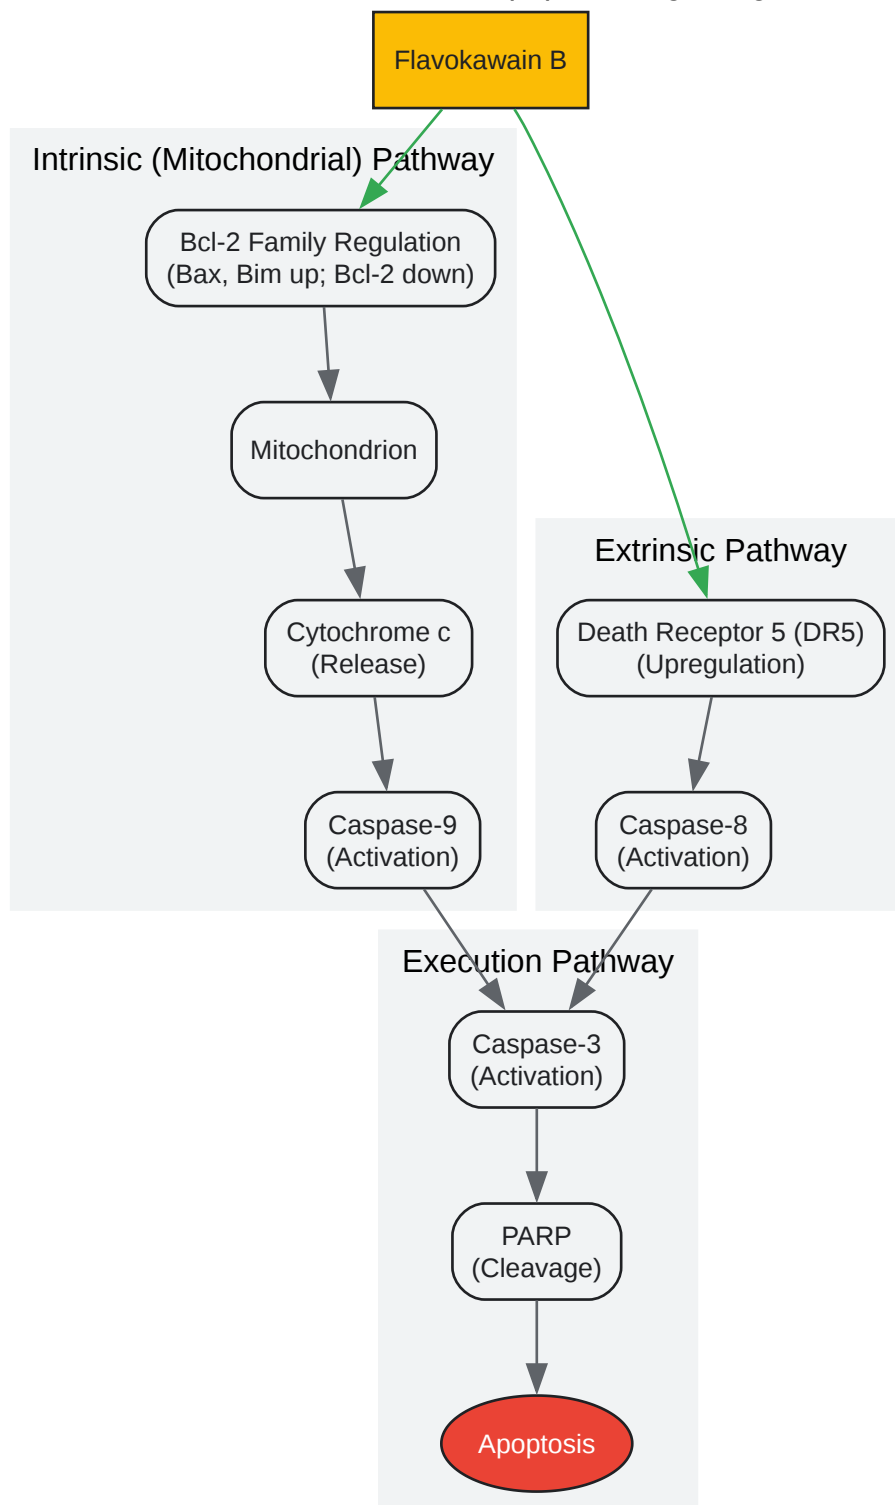 Flavokawain B
Intrinsic (Mitochondrial) Pathway
Bcl-2 Family Regulation
(Bax, Bim up; Bcl-2 down)
Mitochondrion
Extrinsic Pathway
Cytochrome c
(Release)
Death Receptor 5 (DR5)
(Upregulation)
Caspase-9
(Activation)
Caspase-8
(Activation)
Execution Pathway
Caspase-3
(Activation)
PARP
(Cleavage)
Apoptosis